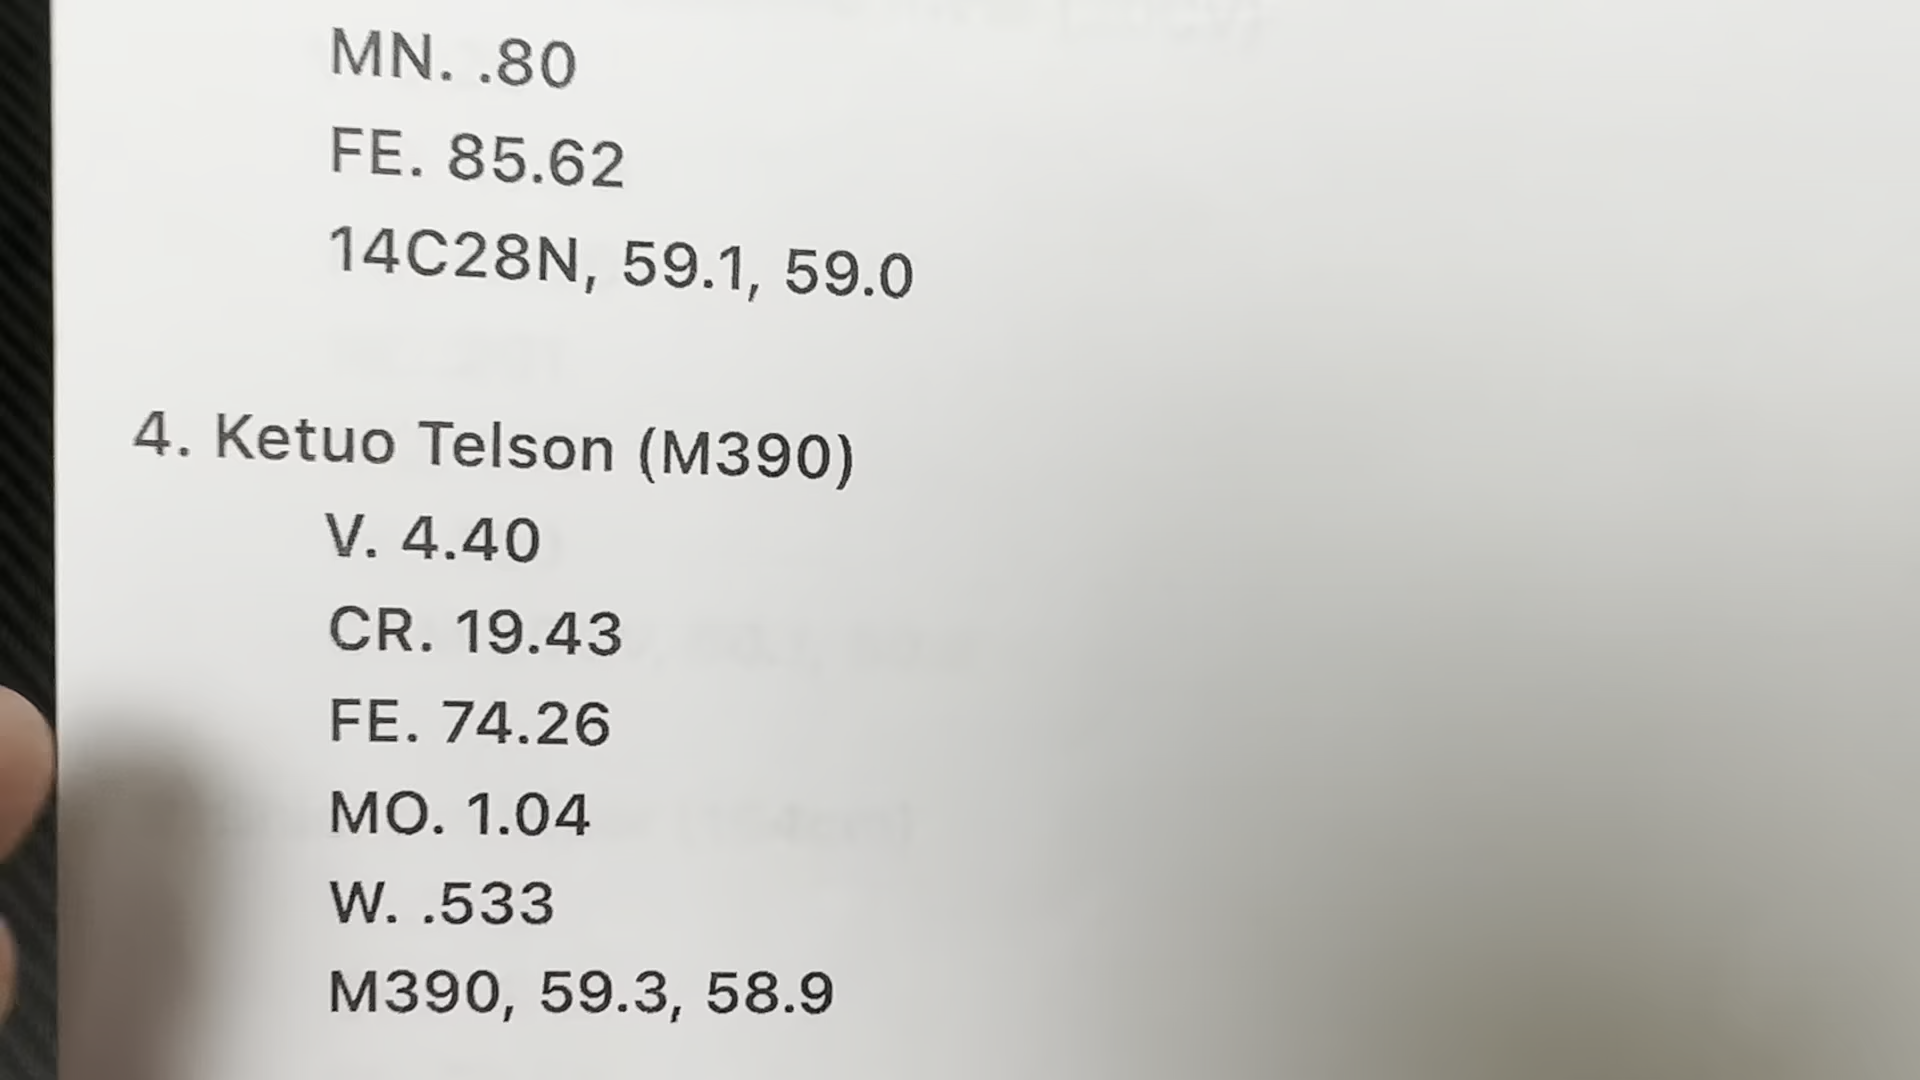 MN. .80
FE. 85.62
14C28N, 59.1, 59.0
4. Ketuo Telson (M390)
V. 4.40
CR. 19.43
FE. 74.26
MO. 1.04
W. .533
M390, 59.3, 58.9